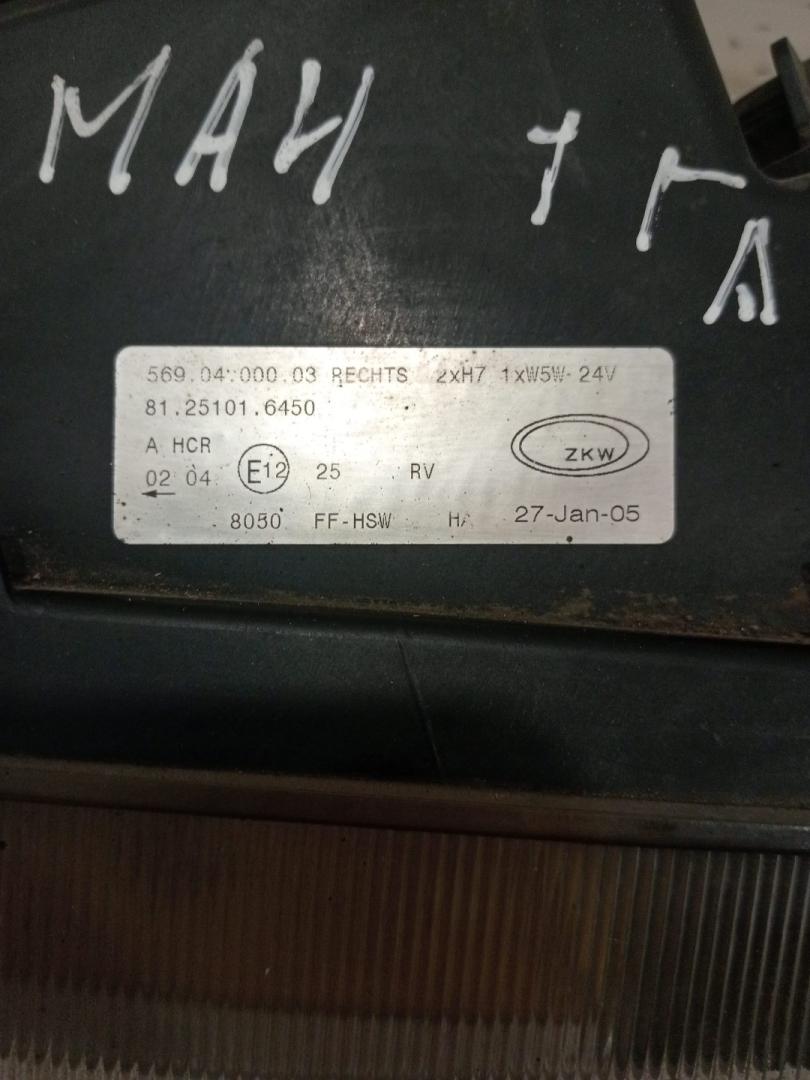 МАН ТГ
А
569.04.000.03 RECHTS 2xH7 1xW5W-24V
81.25101.6450
A HCR
02 04 E12 25 RV
ZKW
8050 FF-HSW 27-Jan-05